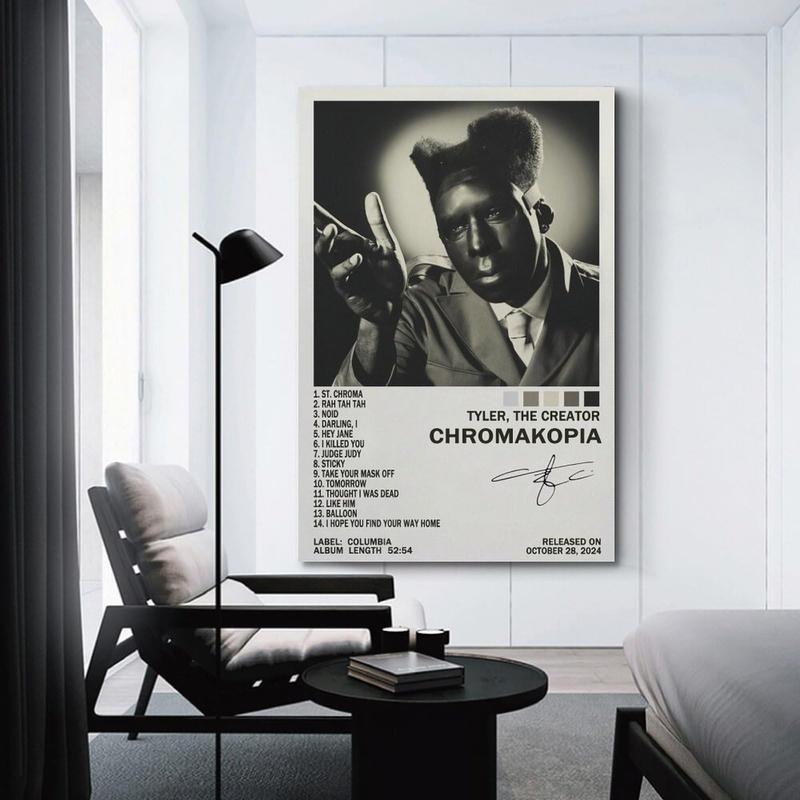 1. ST. CHROMA
2. RAH TAH TAH
3. NOID
4. DARLING, I
5. HEY JANE
6. I KILLED YOU
7. JUDGE JUDY
8. STICKY
9. TAKE YOUR MASK OFF
10. TOMORROW
11. THOUGHT I WAS DEAD
12. LIKE HIM
13. BALLOON
14. I HOPE YOU FIND YOUR WAY HOME
LABEL: COLUMBIA
ALBUM LENGTH 52:54
TYLER, THE CREATOR
CHROMAKOPIA
RELEASED ON
OCTOBER 28, 2024